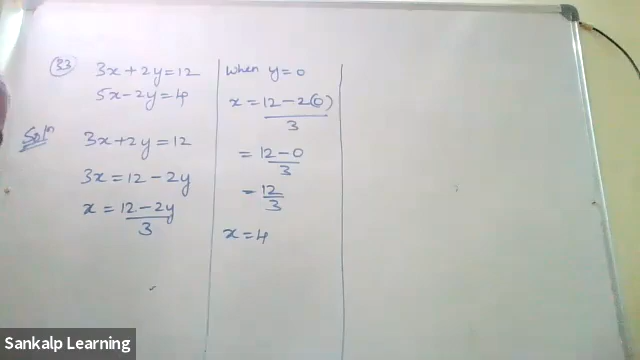 33 3x + 2y = 12
5x - 2y = 4
Soln
3x + 2y = 12
3x = 12 - 2y
x = 12 - 2y
3
When y = 0
x = 12 - 2(0)
3
= 12 - 0
3
= 12
3
x = 4
Sankalp Learning